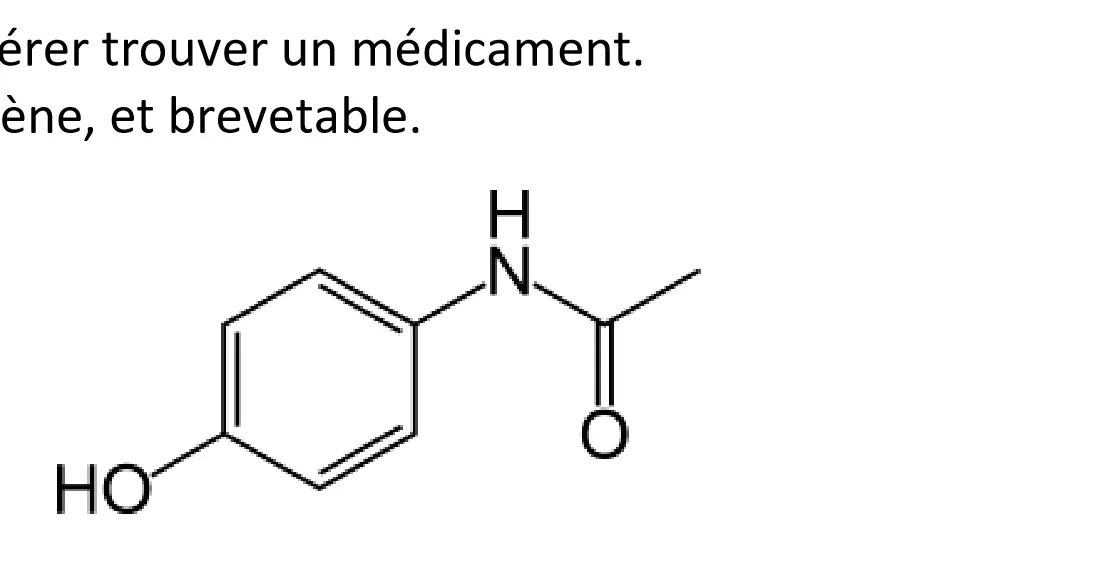 érer trouver un médicament.
ène, et brevetable.
H
N
O
HO